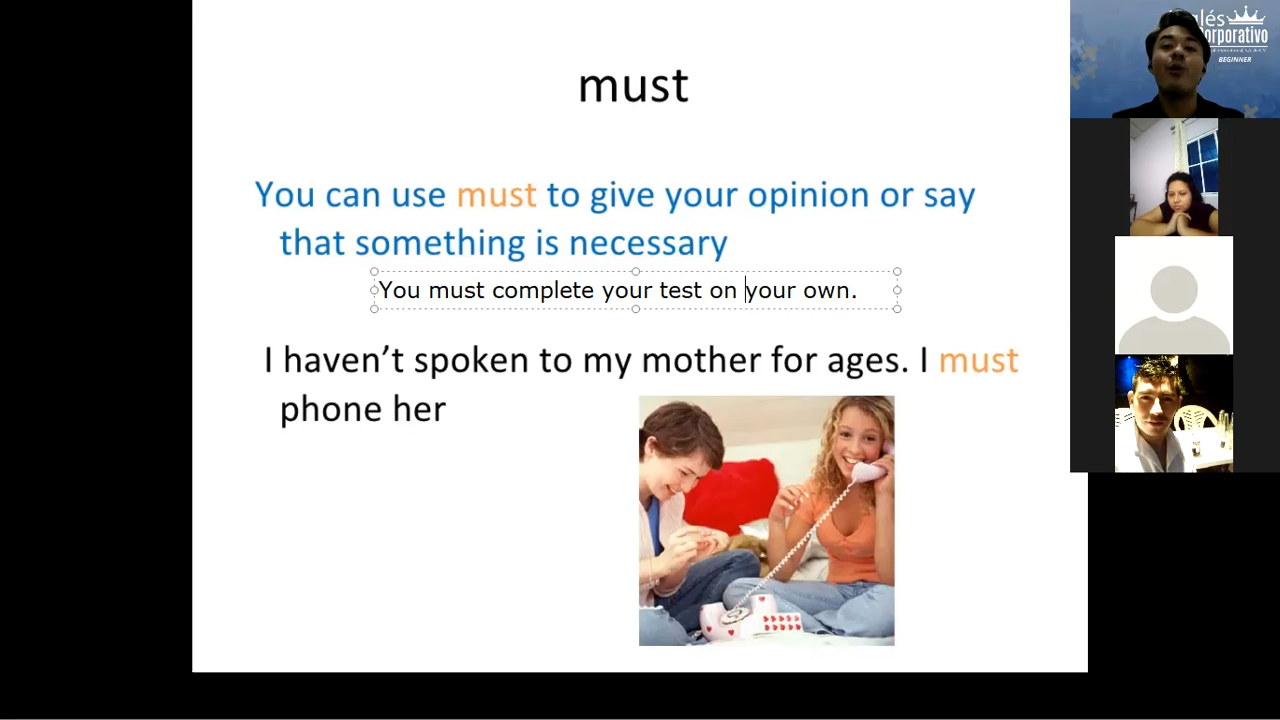 must
You can use must to give your opinion or say
that something is necessary
You must complete your test on your own.
I haven’t spoken to my mother for ages. I must
phone her
BEGINNER